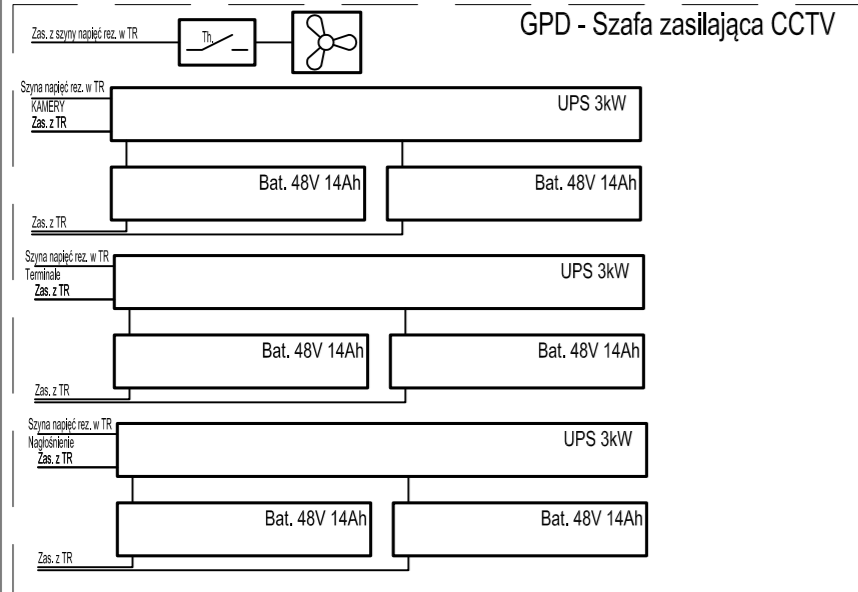 GPD - Szafa zasilająca CCTV
Zas. z szyny napięć rez. w TR
Th.
Szyna napięć rez. w TR
KAMERY
Zas. z TR
UPS 3kW
Bat. 48V 14Ah
Bat. 48V 14Ah
Zas. z TR
Szyna napięć rez. w TR
Terminale
Zas. z TR
UPS 3kW
Bat. 48V 14Ah
Bat. 48V 14Ah
Zas. z TR
Szyna napięć rez. w TR
Nagłośnienie
Zas. z TR
UPS 3kW
Bat. 48V 14Ah
Bat. 48V 14Ah
Zas. z TR